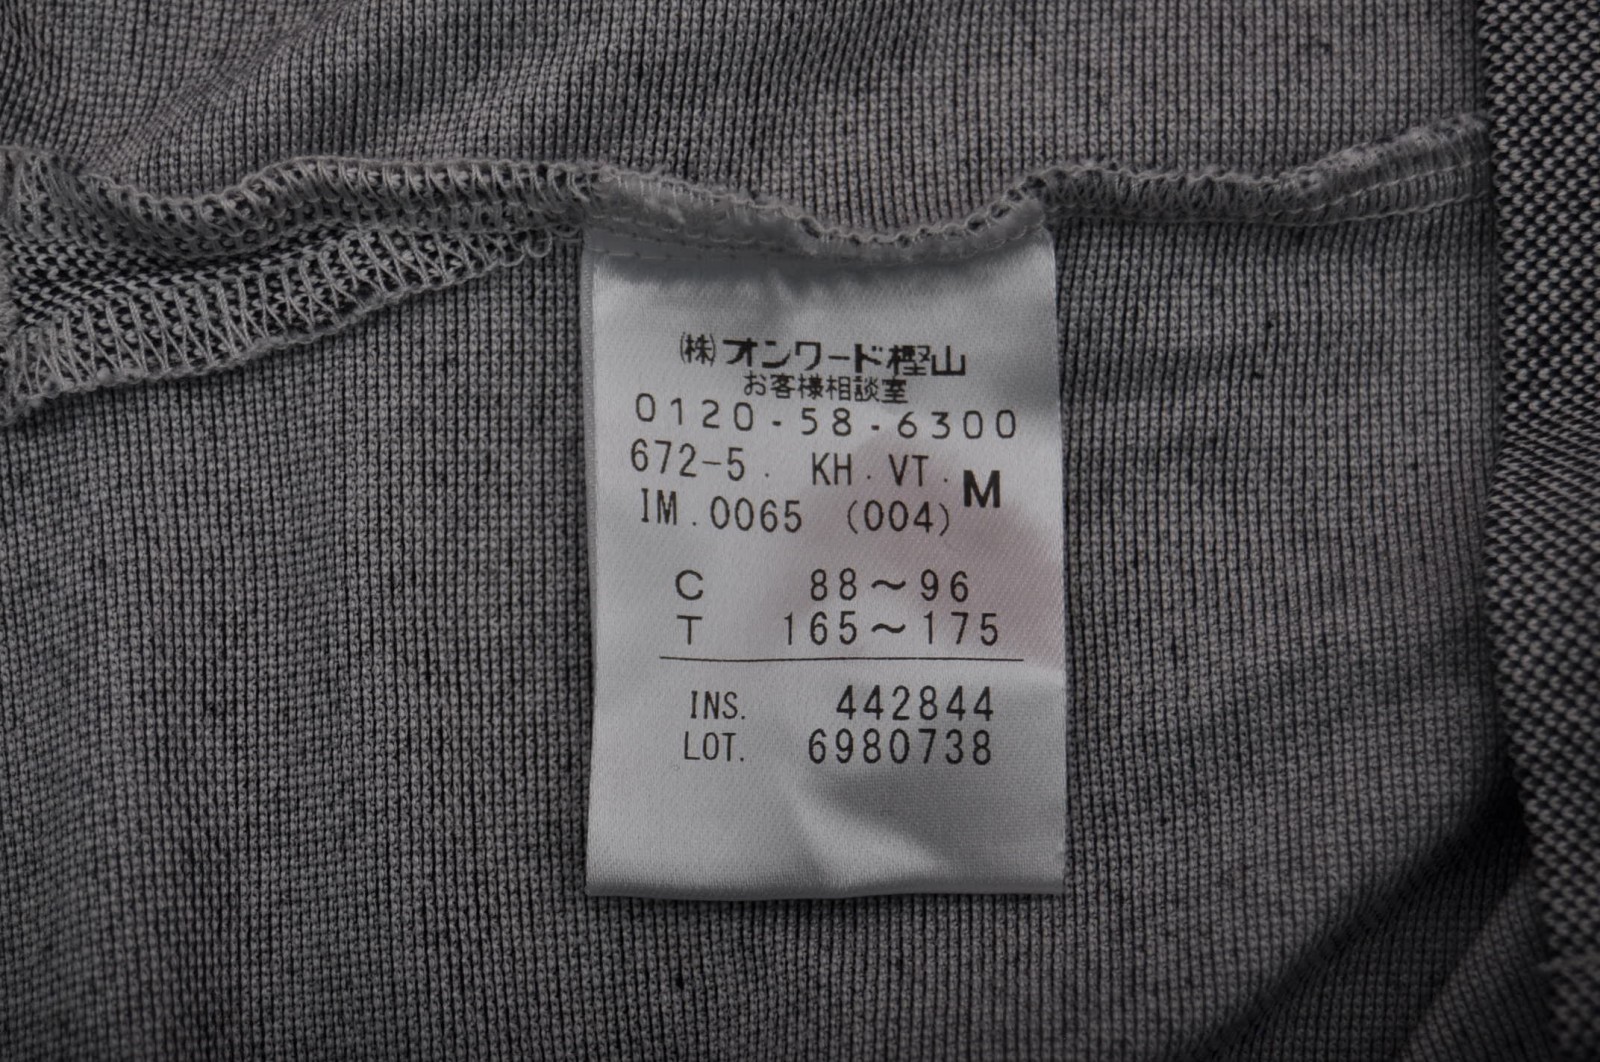 (株)オンワード樫山
お客様相談室
0120-58-6300
672-5. KH.VT. M
IM.0065 (004)
C 88〜96
T 165〜175
INS. 442844
LOT. 6980738